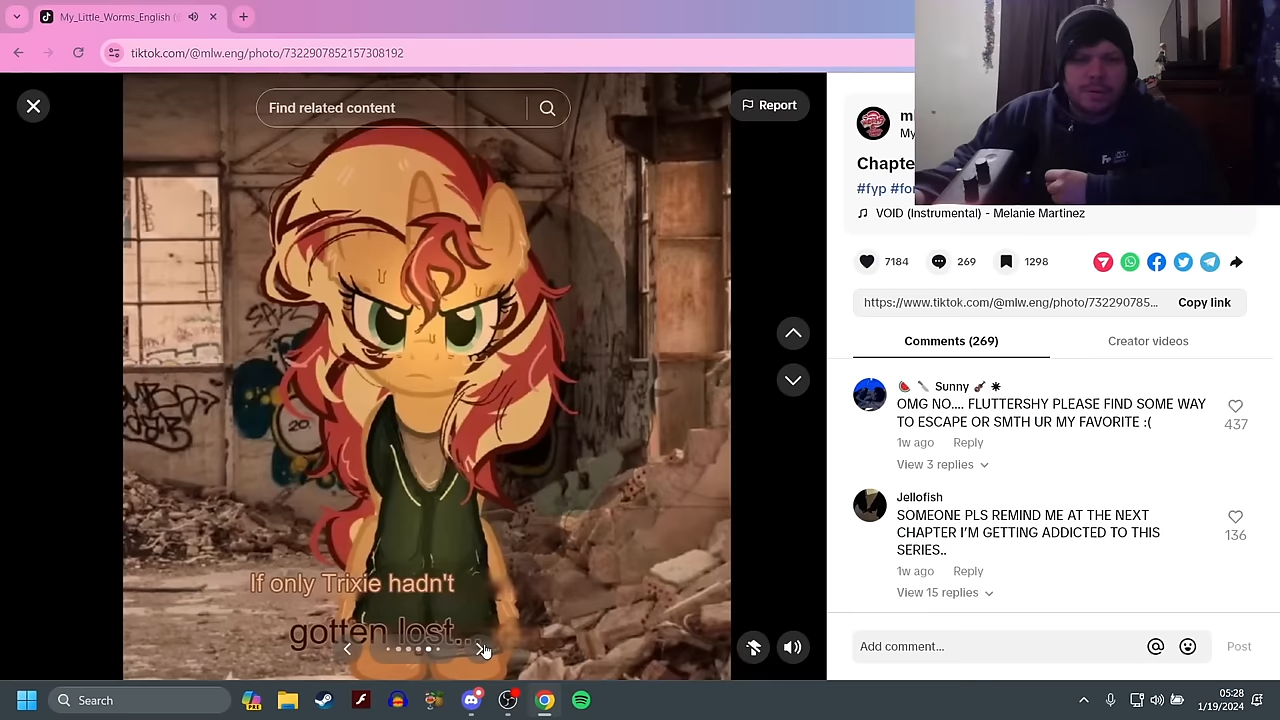 My_Little_Worms_English (
tiktok.com/@mlw.eng/photo/7322907852157308192
Find related content
Report
If only Trixie hadn't
gotten lost...
m
My
Chapte
#fyp #for
VOID (Instrumental) - Melanie Martinez
7184
269
1298
https://www.tiktok.com/@mlw.eng/photo/732290785...
Copy link
Comments (269)
Creator videos
Sunny
OMG NO.... FLUTTERSHY PLEASE FIND SOME WAY
TO ESCAPE OR SMTH UR MY FAVORITE :(
437
1w ago
Reply
View 3 replies
Jellofish
SOMEONE PLS REMIND ME AT THE NEXT
CHAPTER I'M GETTING ADDICTED TO THIS
SERIES..
136
1w ago
Reply
View 15 replies
Add comment...
Post
Search
PRE
05:28
1/19/2024